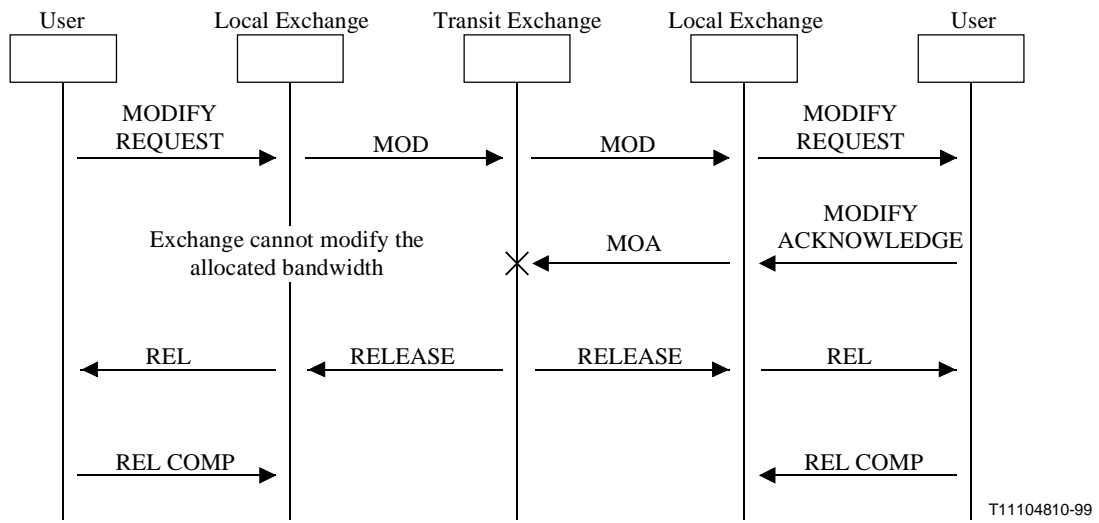 User
Local Exchange
Transit Exchange
Local Exchange
User
MODIFY
REQUEST
MOD
MOD
MODIFY
REQUEST
Exchange cannot modify the
allocated bandwidth
MOA
MODIFY
ACKNOWLEDGE
REL
RELEASE
RELEASE
REL
REL COMP
REL COMP
T11104810-99